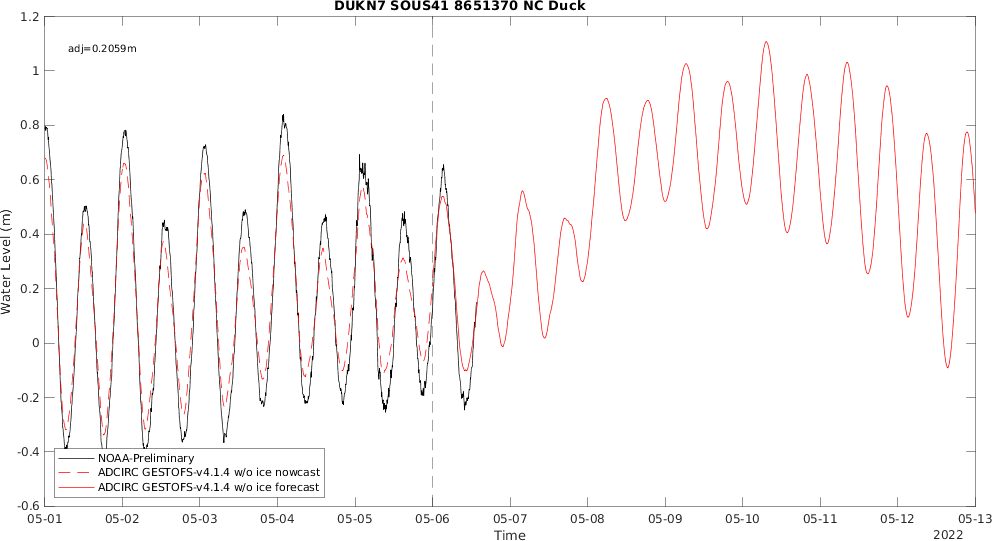 DUKN7 SOUS41 8651370 NC Duck
adj=0.2059m
Water Level (m)
1.2
1
0.8
0.6
0.4
0.2
0
-0.2
-0.4
-0.6
NOAA-Preliminary
ADCIRC GESTOFS-v4.1.4 w/o ice nowcast
ADCIRC GESTOFS-v4.1.4 w/o ice forecast
05-01 05-02 05-03 05-04 05-05 05-06 05-07 05-08 05-09 05-10 05-11 05-12 05-13
Time
2022